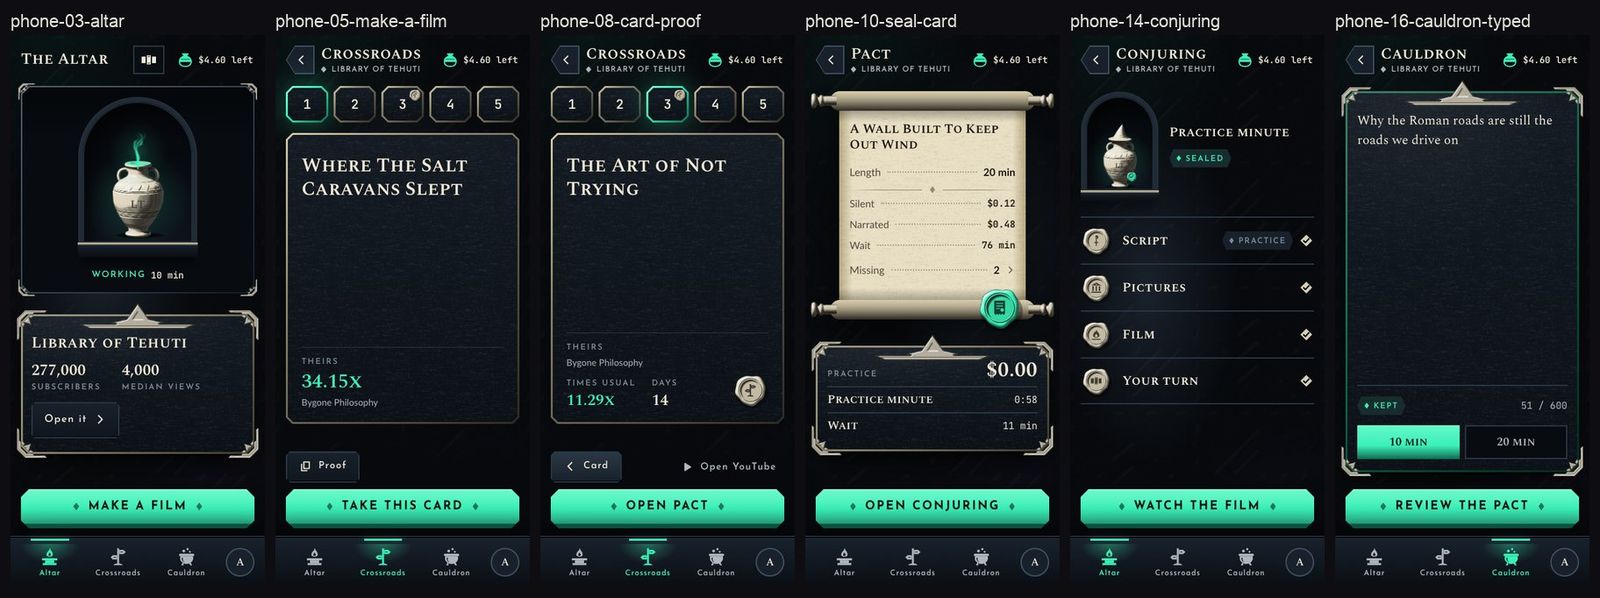 phone-03-altar
THE ALTAR
$4.60 left
LT
WORKING 10 min
LIBRARY OF TEHUTI
277,000 4,000
SUBSCRIBERS MEDIAN VIEWS
Open it
MAKE A FILM
Altar Crossroads Cauldron A
phone-05-make-a-film
CROSSROADS
LIBRARY OF TEHUTI
$4.60 left
1 2 3 4 5
WHERE THE SALT
CARAVANS SLEPT
THEIRS
34.15X
Bygone Philosophy
Proof
TAKE THIS CARD
Altar Crossroads Cauldron A
phone-08-card-proof
CROSSROADS
LIBRARY OF TEHUTI
$4.60 left
1 2 3 4 5
THE ART OF NOT
TRYING
THEIRS
Bygone Philosophy
TIMES USUAL DAYS
11.29X 14
Card Open YouTube
OPEN PACT
Altar Crossroads Cauldron A
phone-10-seal-card
PACT
LIBRARY OF TEHUTI
$4.60 left
A WALL BUILT TO KEEP
OUT WIND
Length 20 min
Silent $0.12
Narrated $0.48
Wait 76 min
Missing 2
PRACTICE $0.00
PRACTICE MINUTE 0:58
WAIT 11 min
OPEN CONJURING
Altar Crossroads Cauldron A
phone-14-conjuring
CONJURING
LIBRARY OF TEHUTI
$4.60 left
PRACTICE MINUTE
SEALED
SCRIPT PRACTICE
PICTURES
FILM
YOUR TURN
WATCH THE FILM
Altar Crossroads Cauldron A
phone-16-cauldron-typed
CAULDRON
LIBRARY OF TEHUTI
$4.60 left
Why the Roman roads are still the
roads we drive on
KEPT 51 / 600
10 MIN 20 MIN
REVIEW THE PACT
Altar Crossroads Cauldron A